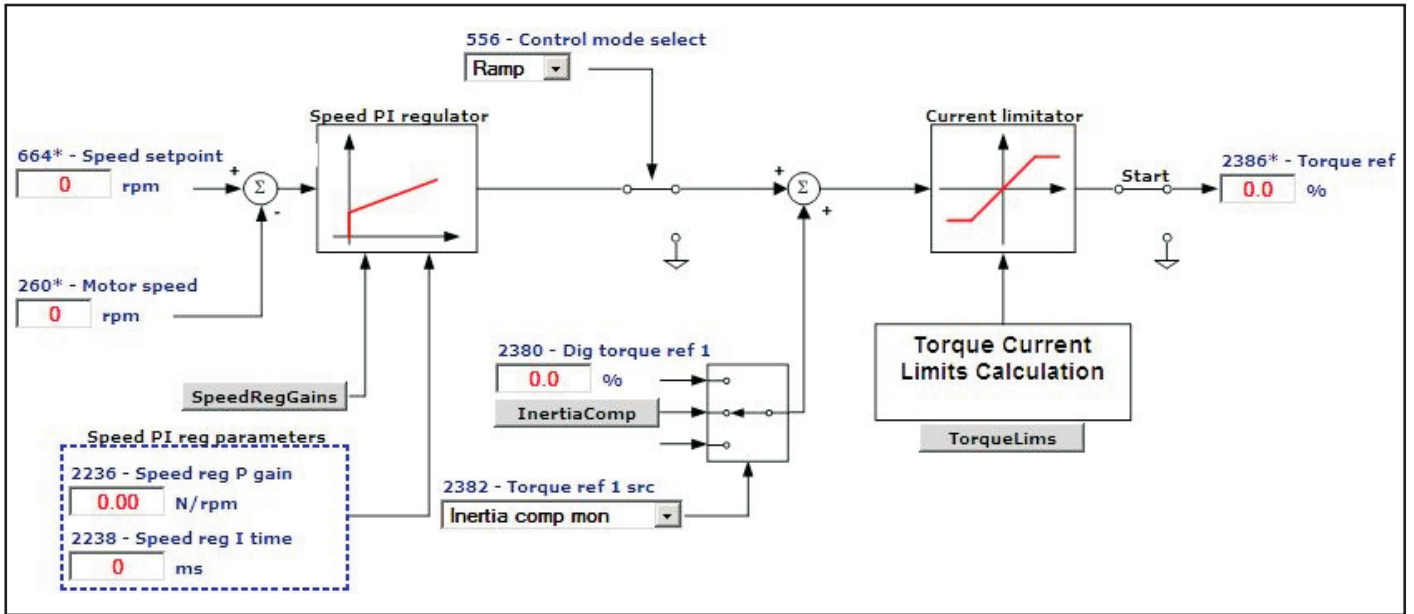 556 - Control mode select
Ramp
Speed PI regulator
Current limitator
664* - Speed setpoint
0 rpm
+
Σ
-
+
Σ
+
Start
2386* - Torque ref
0.0 %
260* - Motor speed
0 rpm
2380 - Dig torque ref 1
0.0 %
InertiaComp
Torque Current
Limits Calculation
TorqueLims
SpeedRegGains
Speed PI reg parameters
2236 - Speed reg P gain
0.00 N/rpm
2238 - Speed reg I time
0 ms
2382 - Torque ref 1 src
Inertia comp mon